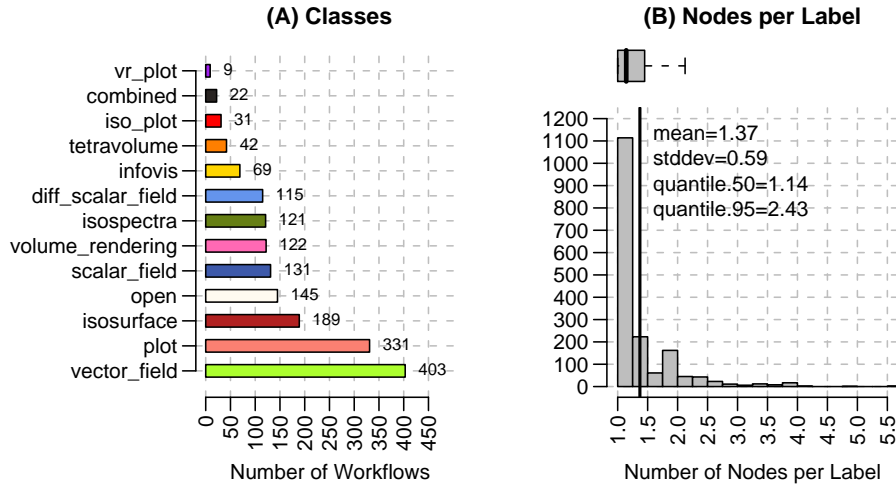 (A) Classes
vr_plot 9
combined 22
iso_plot 31
tetravolume 42
infovis 69
diff_scalar_field 115
isospectra 121
volume_rendering 122
scalar_field 131
open 145
isosurface 189
plot 331
vector_field 403
0 50 100 150 200 250 300 350 400 450
Number of Workflows
(B) Nodes per Label
1200
1100
1000
900
800
700
600
500
400
300
200
100
0
mean=1.37
stddev=0.59
quantile.50=1.14
quantile.95=2.43
1.0 1.5 2.0 2.5 3.0 3.5 4.0 4.5 5.0 5.5
Number of Nodes per Label